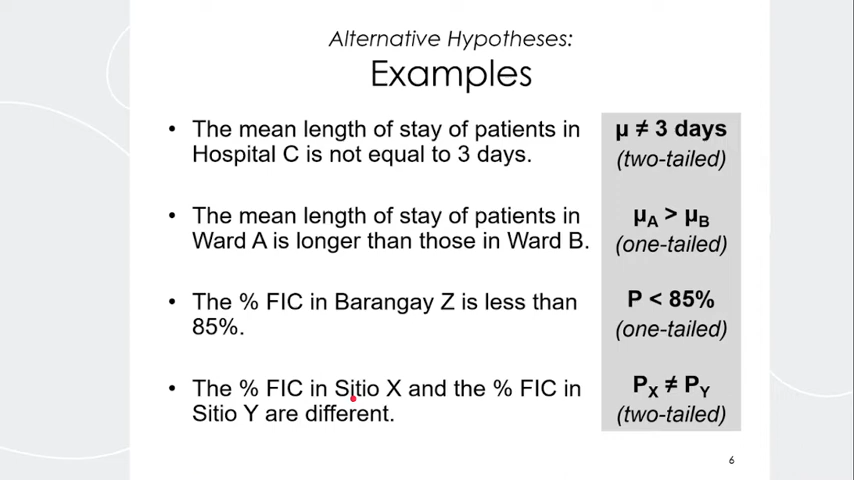 Alternative Hypotheses:
Examples
• The mean length of stay of patients in
Hospital C is not equal to 3 days.
μ ≠ 3 days
(two-tailed)
• The mean length of stay of patients in
Ward A is longer than those in Ward B.
μA > μB
(one-tailed)
• The % FIC in Barangay Z is less than
85%.
P < 85%
(one-tailed)
• The % FIC in Sitio X and the % FIC in
Sitio Y are different.
PX ≠ PY
(two-tailed)
6